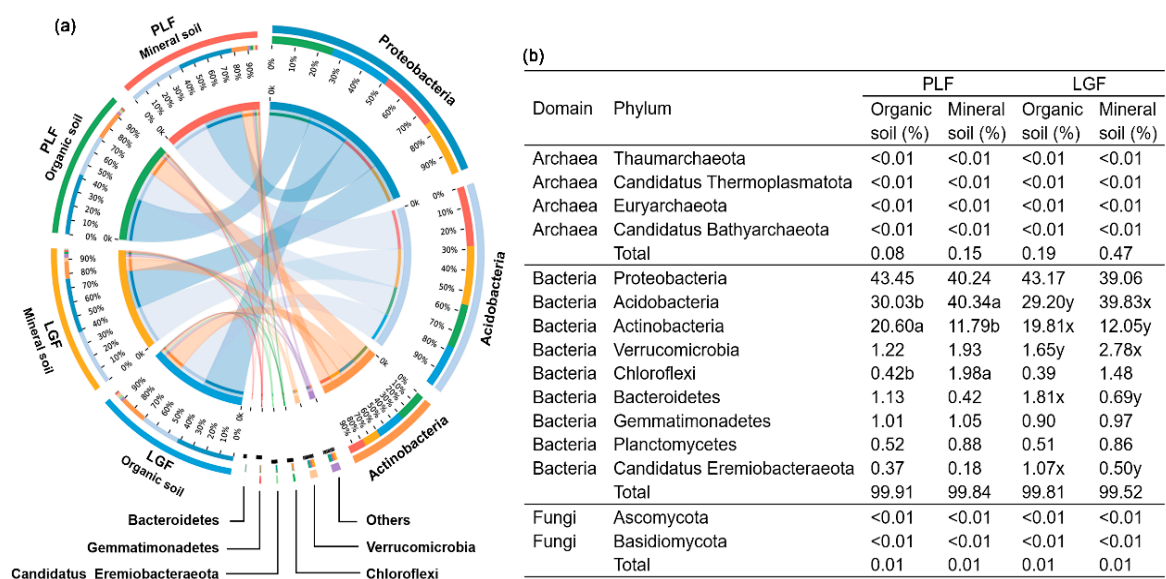 (a)
PLF
Mineral soil
Proteobacteria
Acidobacteria
Actinobacteria
PLF
Organic soil
LGF
Mineral soil
LGF
Organic soil
Bacteroidetes
Gemmatimonadetes
Candidatus Eremiobacteraeota
Others
Verrucomicrobia
Chloroflexi
(b)
PLF LGF
Domain Phylum Organic soil (%) Mineral soil (%) Organic soil (%) Mineral soil (%)
Archaea Thaumarchaeota <0.01 <0.01 <0.01 <0.01
Archaea Candidatus Thermoplasmatota <0.01 <0.01 <0.01 <0.01
Archaea Euryarchaeota <0.01 <0.01 <0.01 <0.01
Archaea Candidatus Bathyarchaeota <0.01 <0.01 <0.01 <0.01
Total 0.08 0.15 0.19 0.47
Bacteria Proteobacteria 43.45 40.24 43.17 39.06
Bacteria Acidobacteria 30.03b 40.34a 29.20y 39.83x
Bacteria Actinobacteria 20.60a 11.79b 19.81x 12.05y
Bacteria Verrucomicrobia 1.22 1.93 1.65y 2.78x
Bacteria Chloroflexi 0.42b 1.98a 0.39 1.48
Bacteria Bacteroidetes 1.13 0.42 1.81x 0.69y
Bacteria Gemmatimonadetes 1.01 1.05 0.90 0.97
Bacteria Planctomycetes 0.52 0.88 0.51 0.86
Bacteria Candidatus Eremiobacteraeota 0.37 0.18 1.07x 0.50y
Total 99.91 99.84 99.81 99.52
Fungi Ascomycota <0.01 <0.01 <0.01 <0.01
Fungi Basidiomycota <0.01 <0.01 <0.01 <0.01
Total 0.01 0.01 0.01 0.01